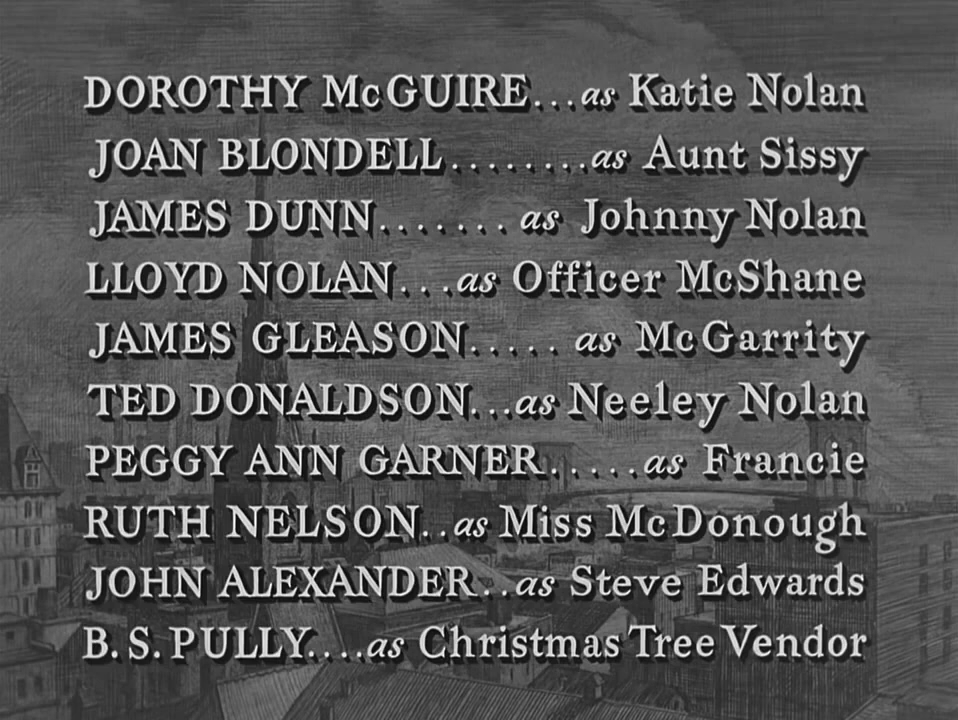 DOROTHY McGUIRE...as Katie Nolan
JOAN BLONDELL........as Aunt Sissy
JAMES DUNN.......as Johnny Nolan
LLOYD NOLAN...as Officer McShane
JAMES GLEASON.....as McGarrity
TED DONALDSON...as Neeley Nolan
PEGGY ANN GARNER.....as Francie
RUTH NELSON..as Miss McDonough
JOHN ALEXANDER..as Steve Edwards
B. S. PULLY....as Christmas Tree Vendor